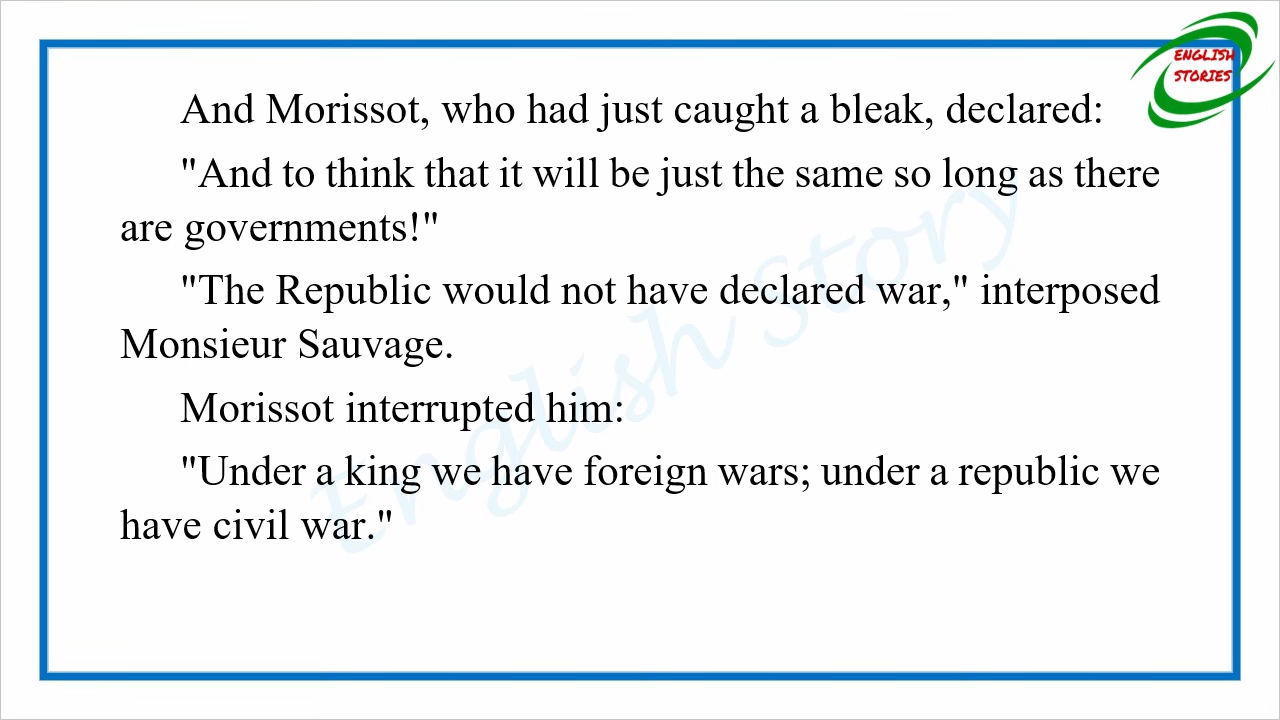 ENGLISH
STORIES
And Morissot, who had just caught a bleak, declared:
"And to think that it will be just the same so long as there
are governments!"
"The Republic would not have declared war," interposed
Monsieur Sauvage.
Morissot interrupted him:
"Under a king we have foreign wars; under a republic we
have civil war."
English Story